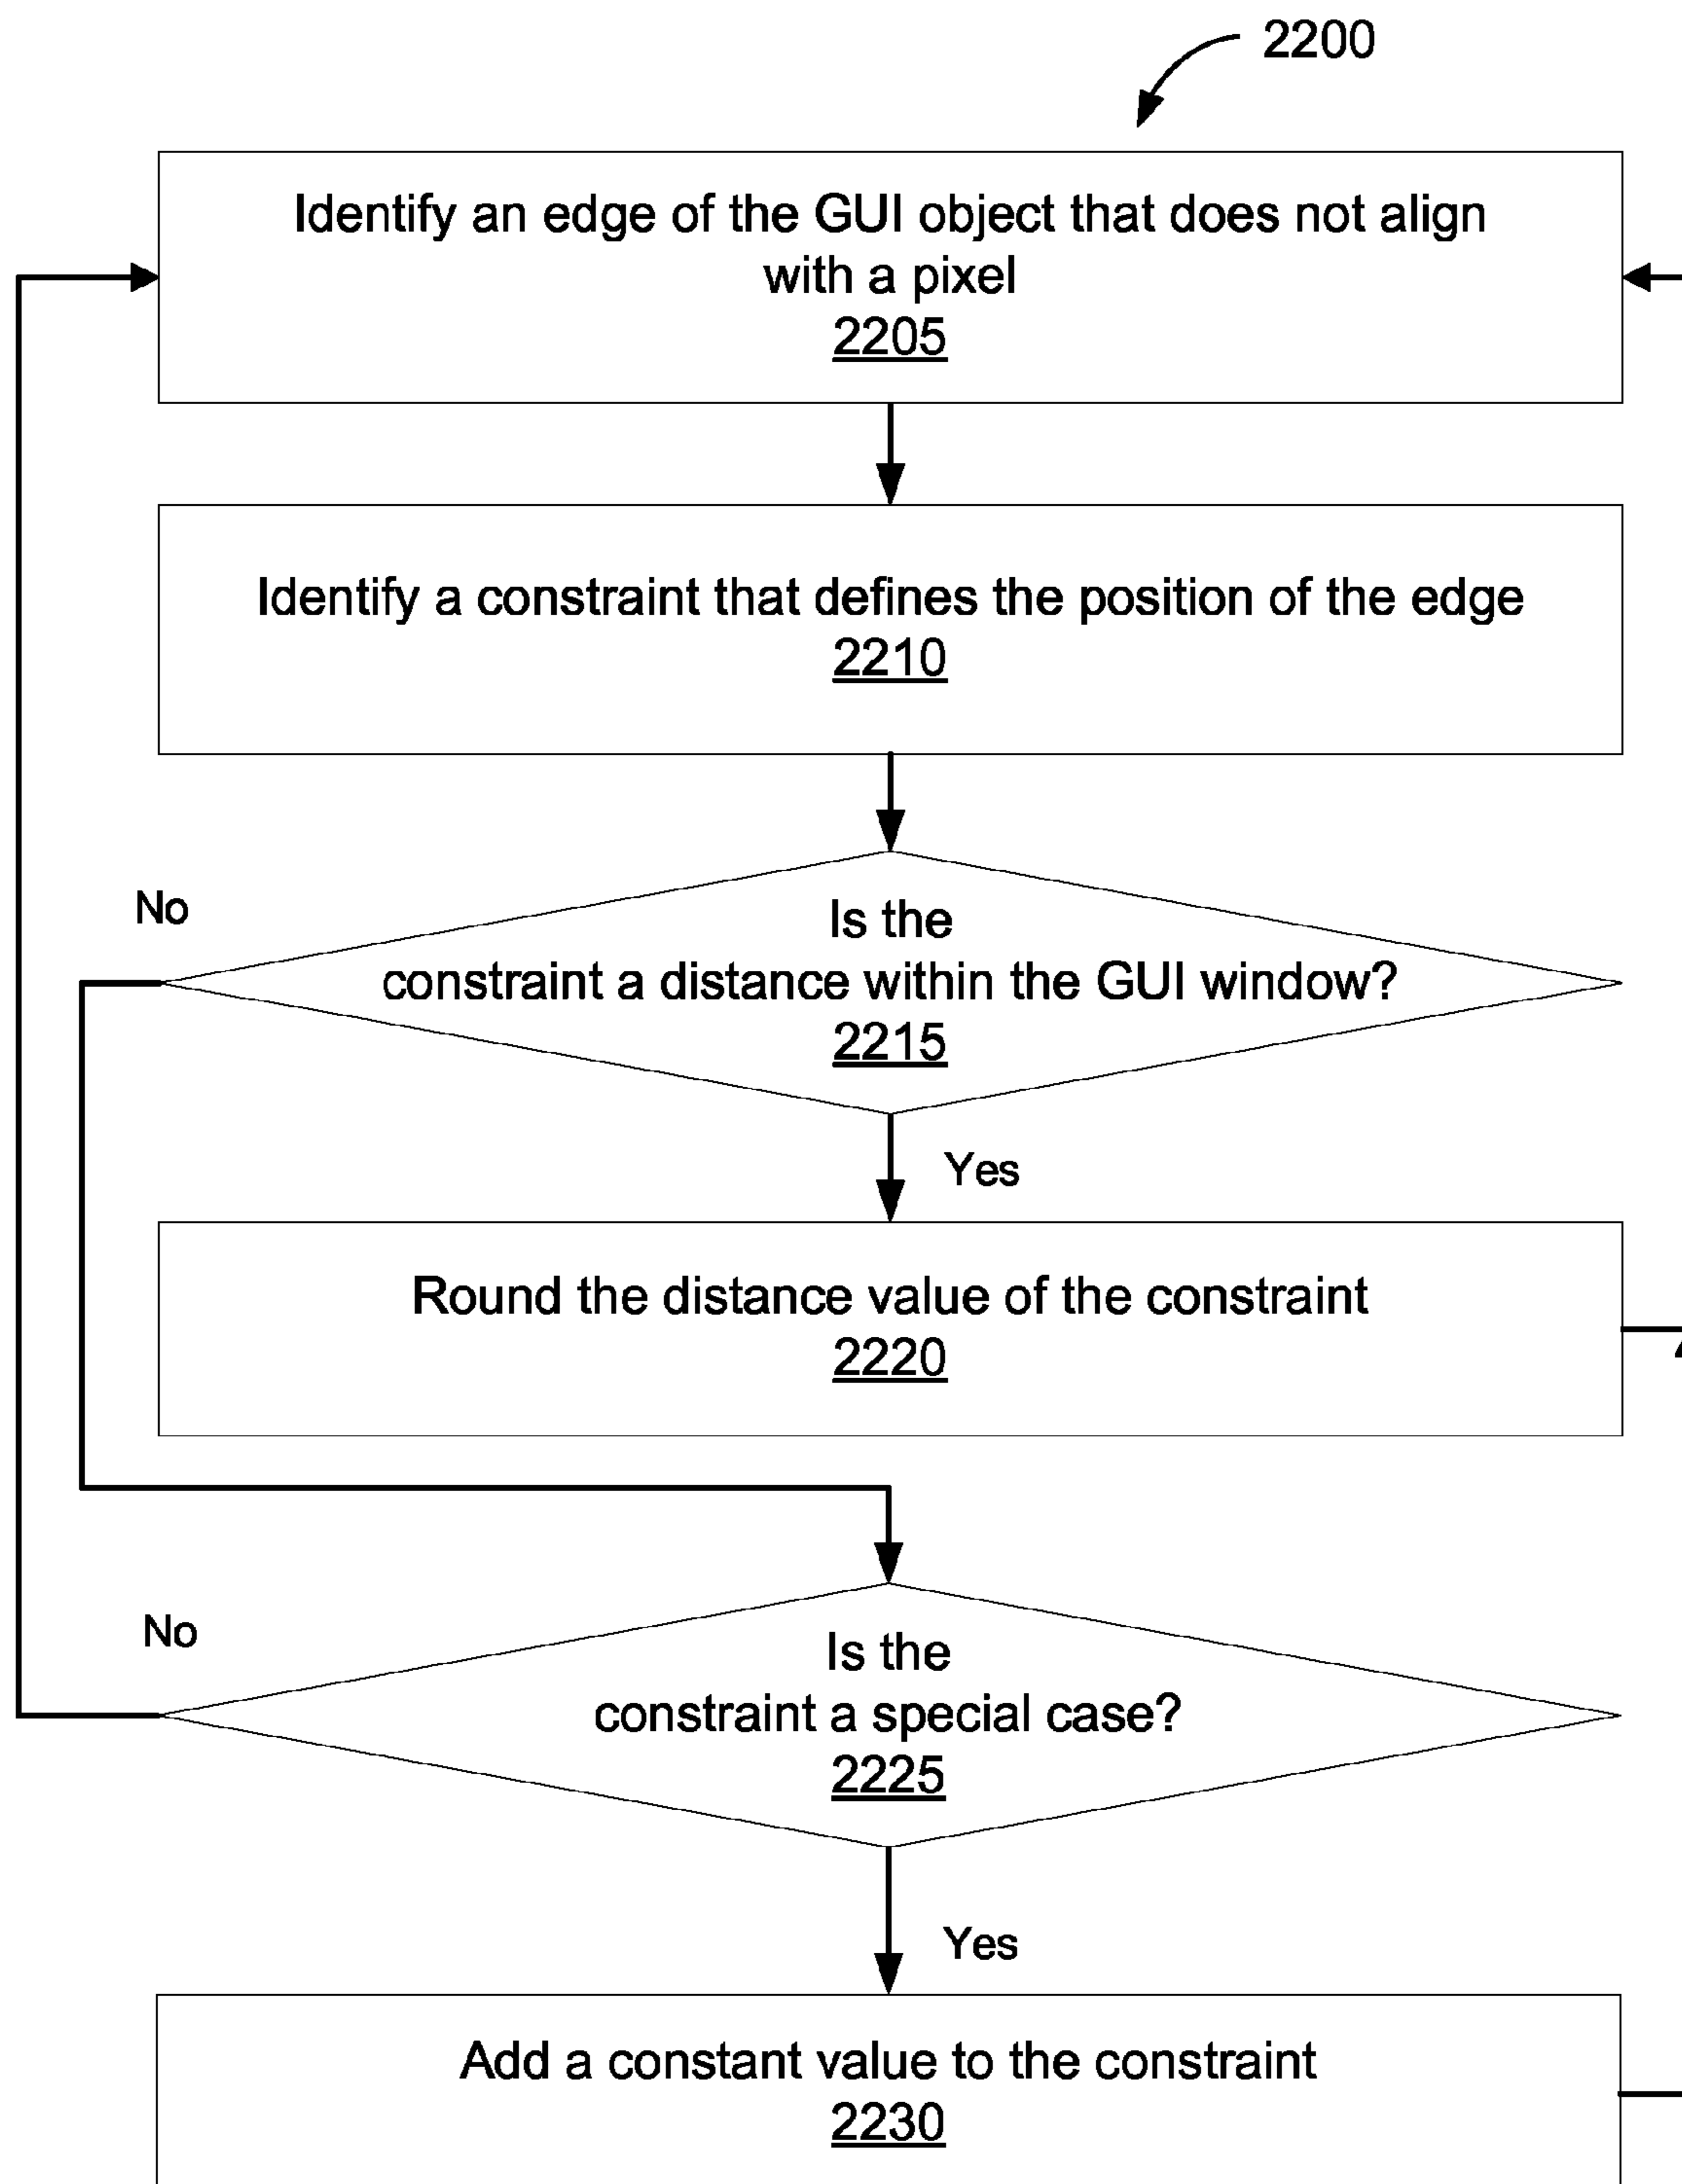 2200
Identify an edge of the GUI object that does not align
with a pixel
2205
Identify a constraint that defines the position of the edge
2210
No
Is the
constraint a distance within the GUI window?
2215
Yes
Round the distance value of the constraint
2220
No
Is the
constraint a special case?
2225
Yes
Add a constant value to the constraint
2230